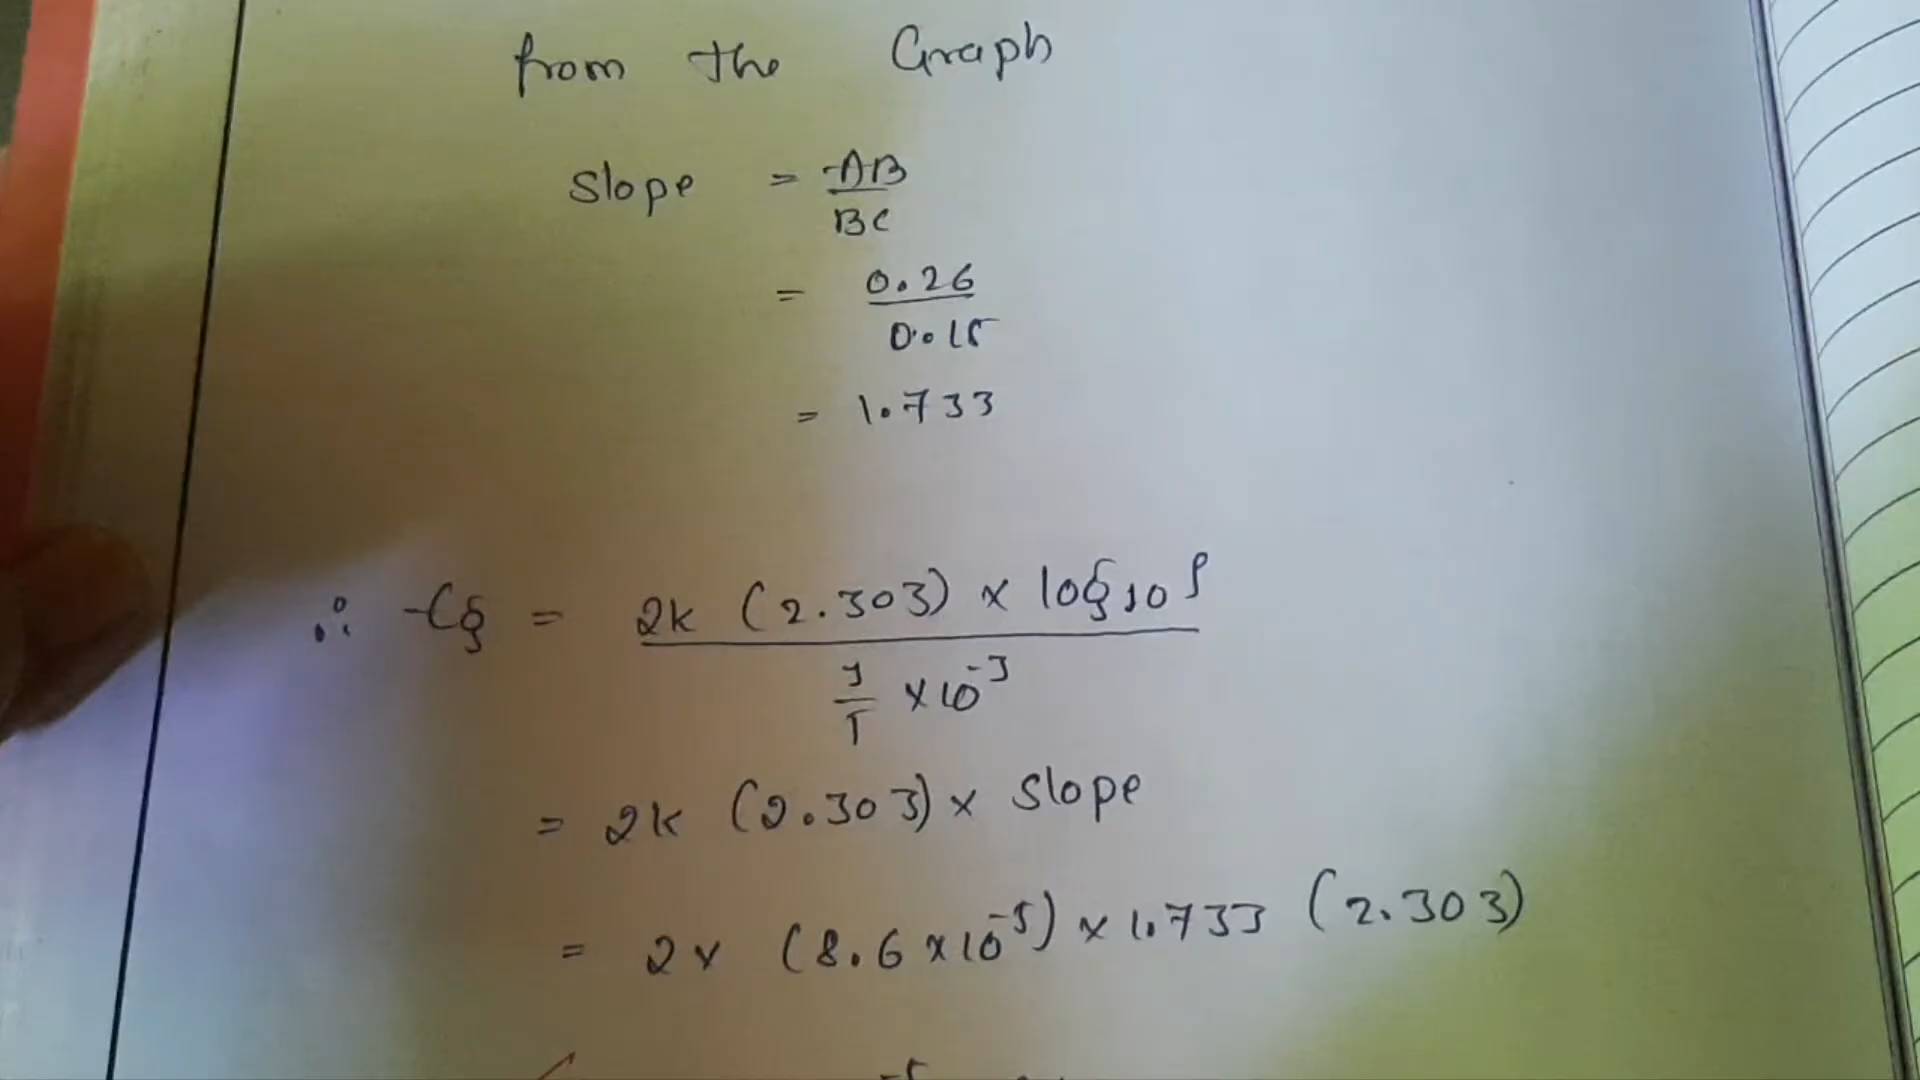 from the Graph
Slope = AB
BC
= 0.26
0.15
= 1.733
∴ Eg = 2k (2.303) × log10 ρ
1
T × 10⁻³
= 2k (2.303) × Slope
= 2 × (8.6 × 10⁻⁵) × 1.733 (2.303)